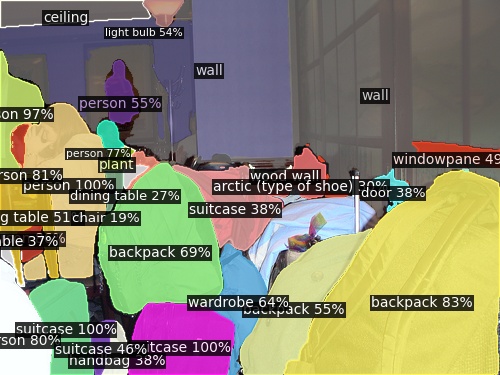 ceiling
light bulb 54%
wall
wall
person 55%
son 97%
person 77%
plant
windowpane 49
wood wall
rson 81%
person 100%
arctic (type of shoe) 30%
door 38%
dining table 27%
g table 51
chair 19%
suitcase 38%
able 37%
backpack 69%
wardrobe 64%
backpack 55%
backpack 83%
suitcase 100%
rson 80%
suitcase 46%
itcase 100%
handbag 38%